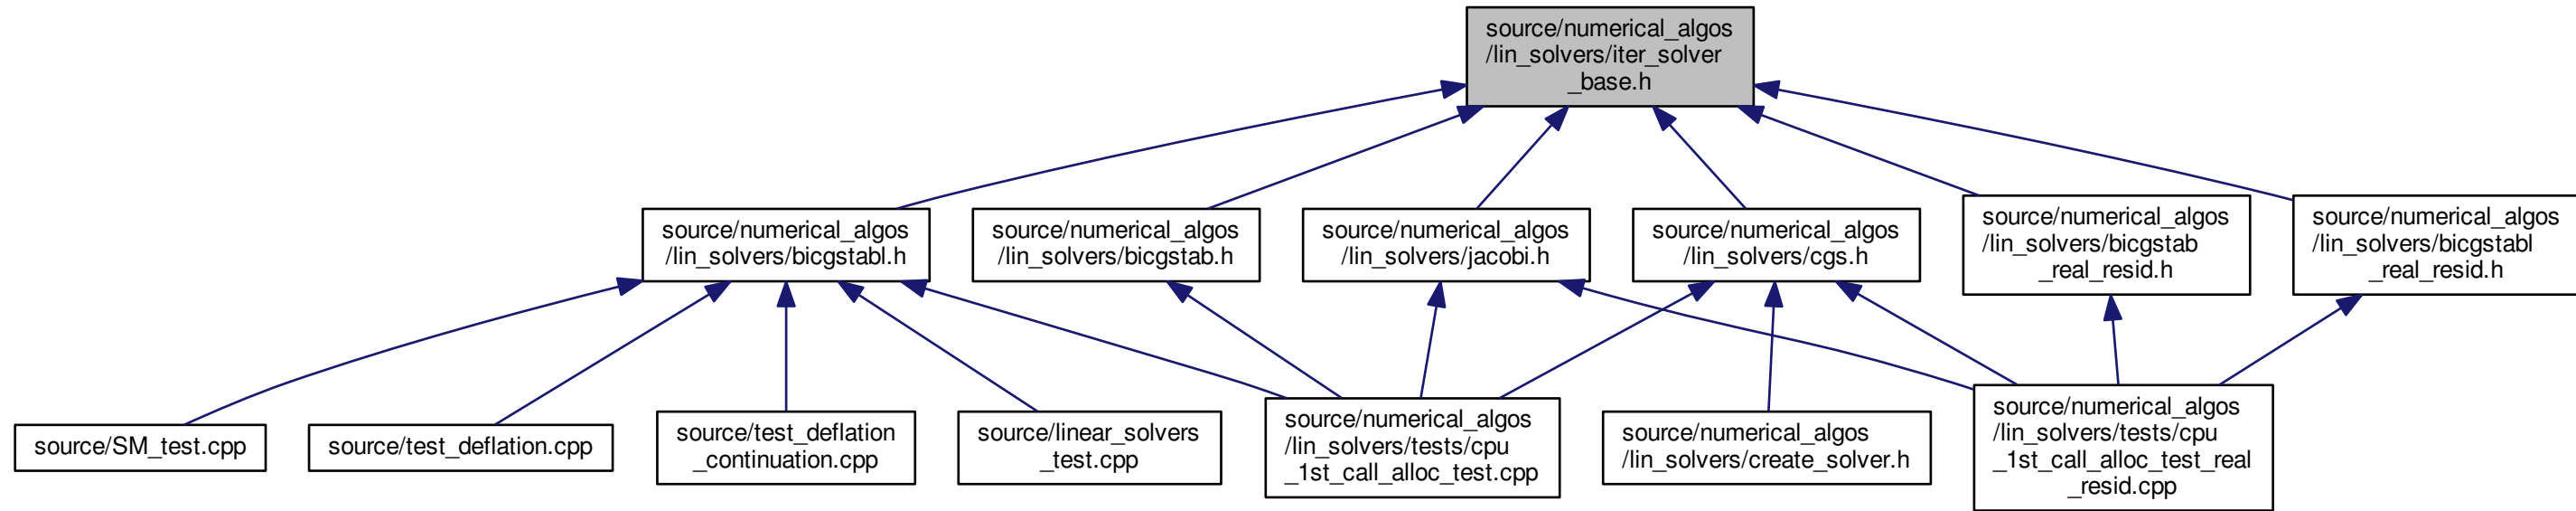 source/numerical_algos
/lin_solvers/iter_solver
_base.h
source/numerical_algos
/lin_solvers/bicgstabl.h
source/numerical_algos
/lin_solvers/bicgstab.h
source/numerical_algos
/lin_solvers/jacobi.h
source/numerical_algos
/lin_solvers/cgs.h
source/numerical_algos
/lin_solvers/bicgstab
_real_resid.h
source/numerical_algos
/lin_solvers/bicgstabl
_real_resid.h
source/SM_test.cpp
source/test_deflation.cpp
source/test_deflation
_continuation.cpp
source/linear_solvers
_test.cpp
source/numerical_algos
/lin_solvers/tests/cpu
_1st_call_alloc_test.cpp
source/numerical_algos
/lin_solvers/create_solver.h
source/numerical_algos
/lin_solvers/tests/cpu
_1st_call_alloc_test_real
_resid.cpp